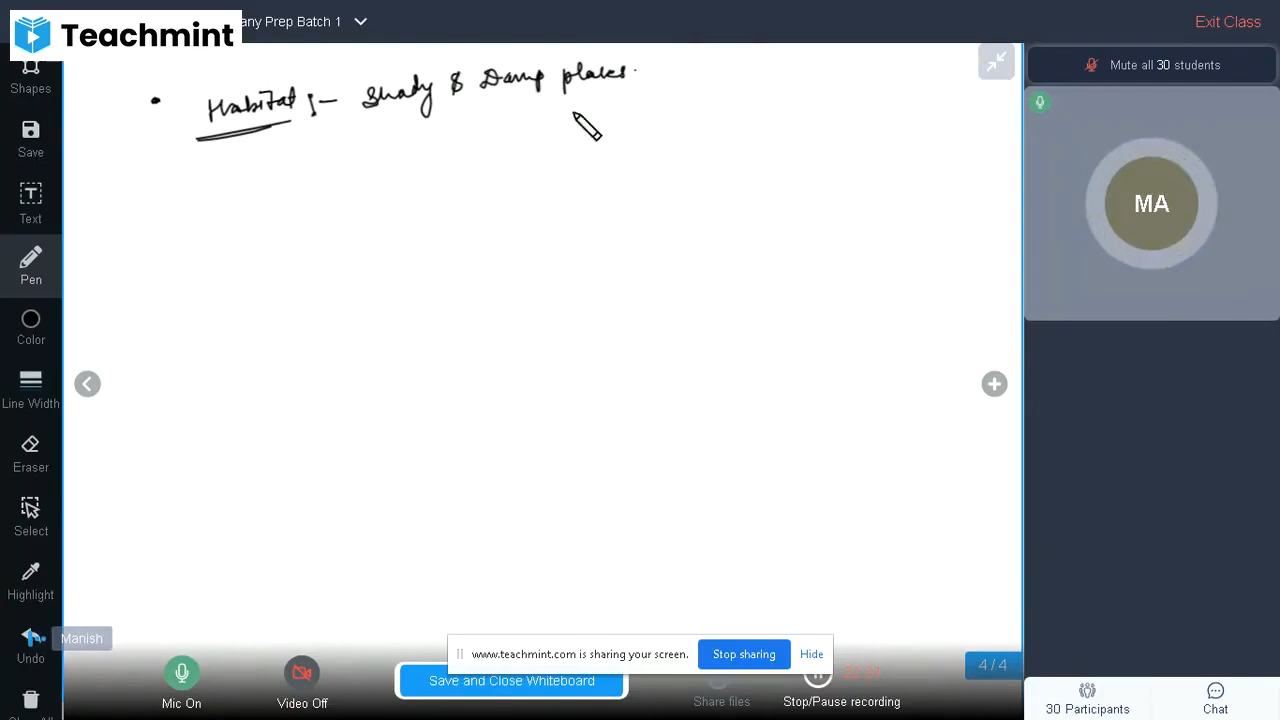 Teachmint
any Prep Batch 1
Exit Class
Shapes
Save
Text
Pen
Color
Line Width
Eraser
Select
Highlight
Undo
Manish
• Habitat :- Shady & Damp places.
Mute all 30 students
MA
www.teachmint.com is sharing your screen.
Stop sharing
Hide
4 / 4
Mic On
Video Off
Save and Close Whiteboard
Share files
Stop/Pause recording
30 Participants
Chat